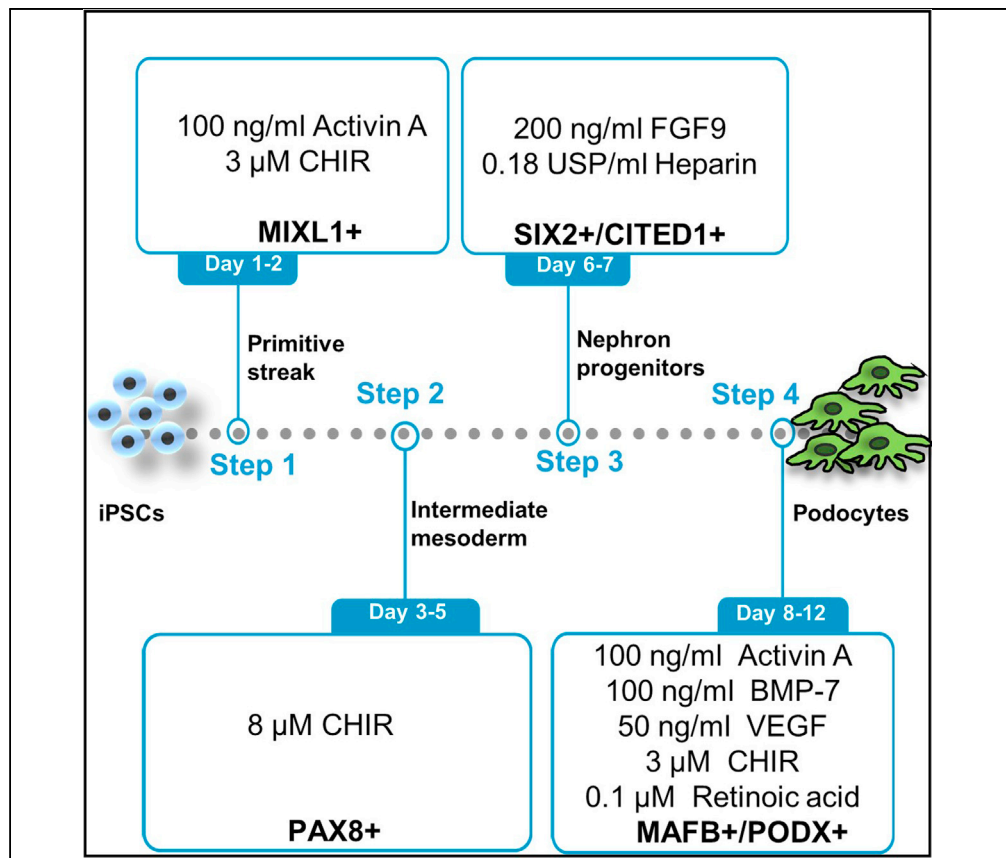 100 ng/ml Activin A
3 µM CHIR
MIXL1+
Day 1-2
200 ng/ml FGF9
0.18 USP/ml Heparin
SIX2+/CITED1+
Day 6-7
Primitive
streak
Nephron
progenitors
Step 1
Step 2
Step 3
Step 4
iPSCs
Intermediate
mesoderm
Podocytes
Day 3-5
8 µM CHIR
PAX8+
Day 8-12
100 ng/ml Activin A
100 ng/ml BMP-7
50 ng/ml VEGF
3 µM CHIR
0.1 µM Retinoic acid
MAFB+/PODX+